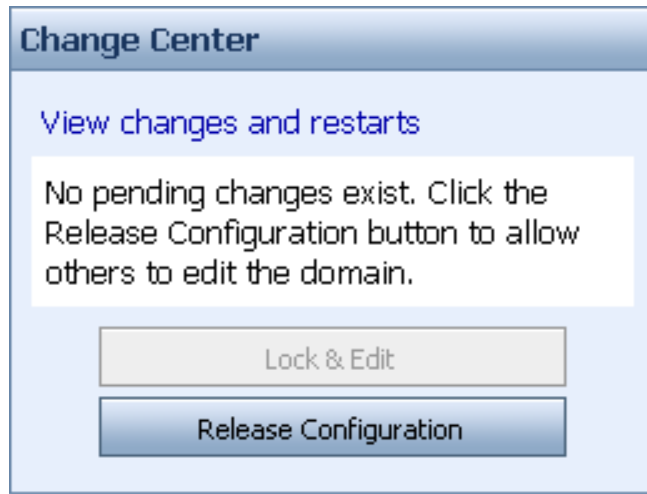 Change Center
View changes and restarts
No pending changes exist. Click the
Release Configuration button to allow
others to edit the domain.
Lock & Edit
Release Configuration